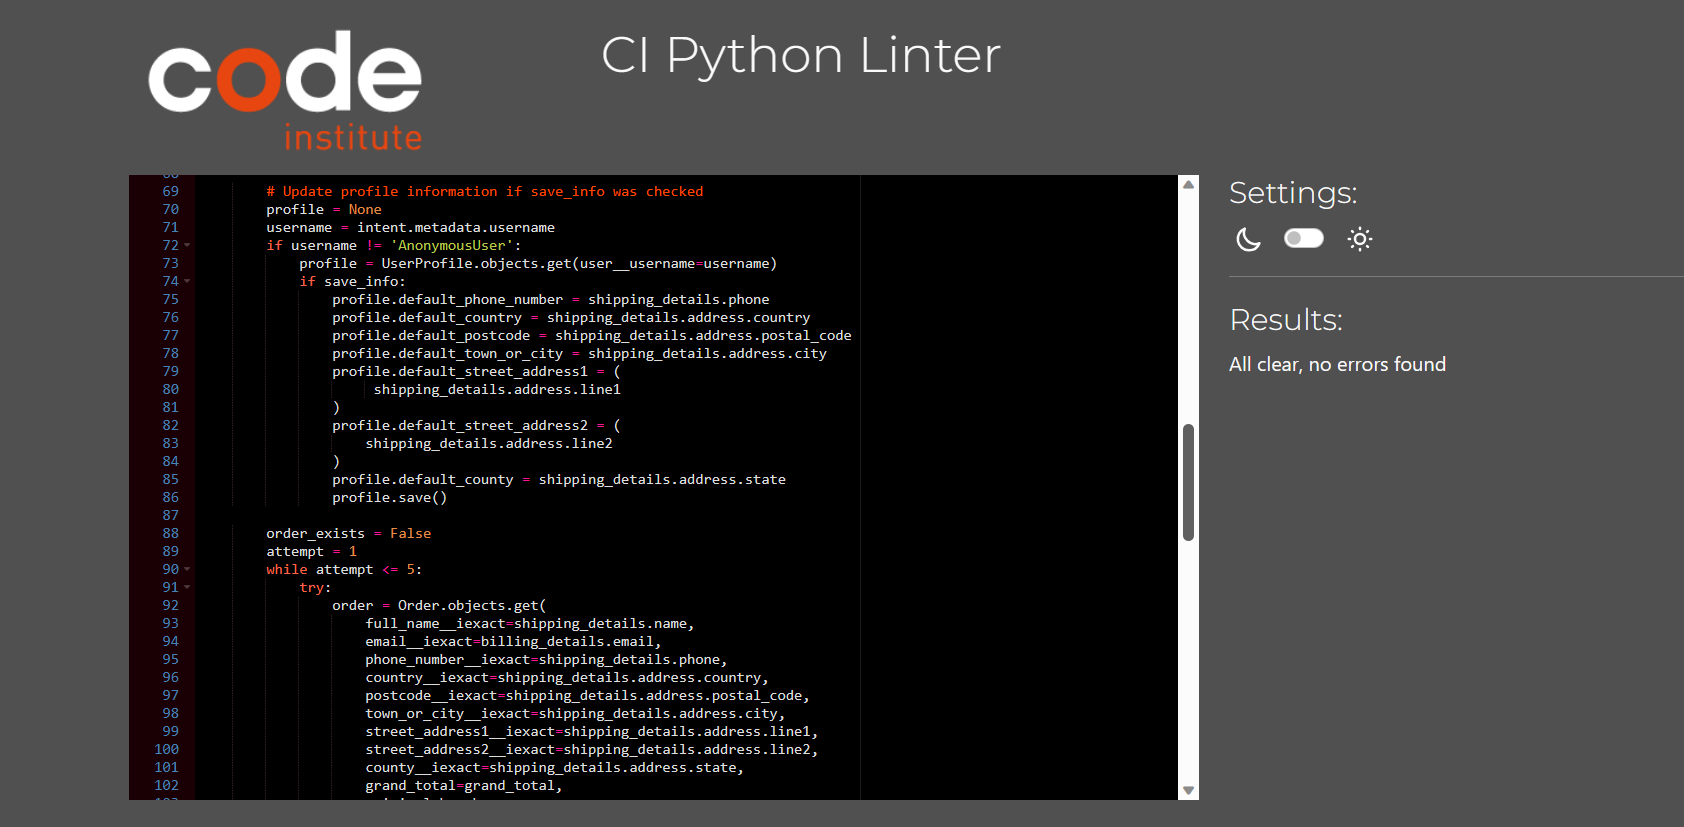 code
institute
CI Python Linter
69 # Update profile information if save_info was checked
70 profile = None
71 username = intent.metadata.username
72 if username != 'AnonymousUser':
73 profile = UserProfile.objects.get(user__username=username)
74 if save_info:
75 profile.default_phone_number = shipping_details.phone
76 profile.default_country = shipping_details.address.country
77 profile.default_postcode = shipping_details.address.postal_code
78 profile.default_town_or_city = shipping_details.address.city
79 profile.default_street_address1 = (
80 shipping_details.address.line1
81 )
82 profile.default_street_address2 = (
83 shipping_details.address.line2
84 )
85 profile.default_county = shipping_details.address.state
86 profile.save()
87
88 order_exists = False
89 attempt = 1
90 while attempt <= 5:
91 try:
92 order = Order.objects.get(
93 full_name__iexact=shipping_details.name,
94 email__iexact=billing_details.email,
95 phone_number__iexact=shipping_details.phone,
96 country__iexact=shipping_details.address.country,
97 postcode__iexact=shipping_details.address.postal_code,
98 town_or_city__iexact=shipping_details.address.city,
99 street_address1__iexact=shipping_details.address.line1,
100 street_address2__iexact=shipping_details.address.line2,
101 county__iexact=shipping_details.address.state,
102 grand_total=grand_total,
Settings:
Results:
All clear, no errors found